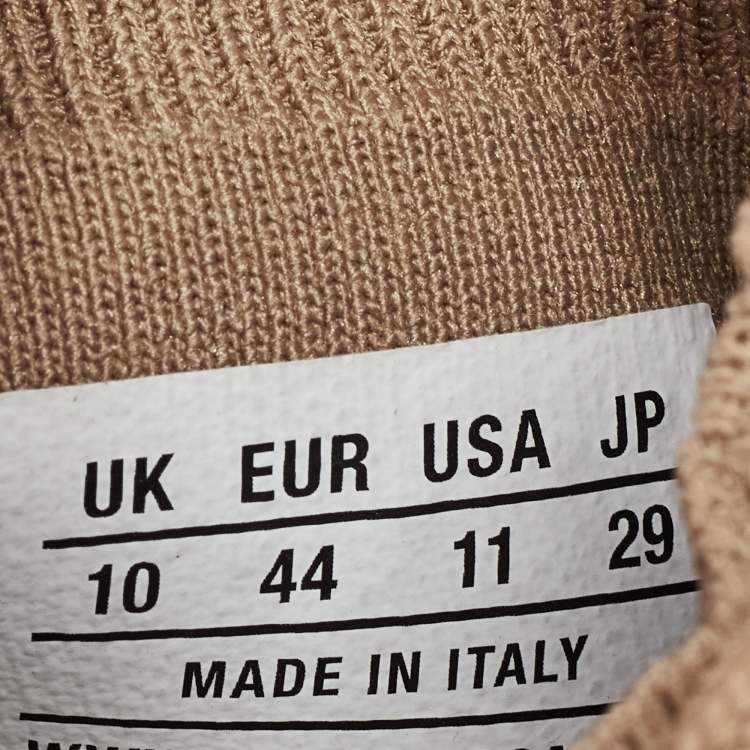 UK EUR USA JP
10 44 11 29
MADE IN ITALY